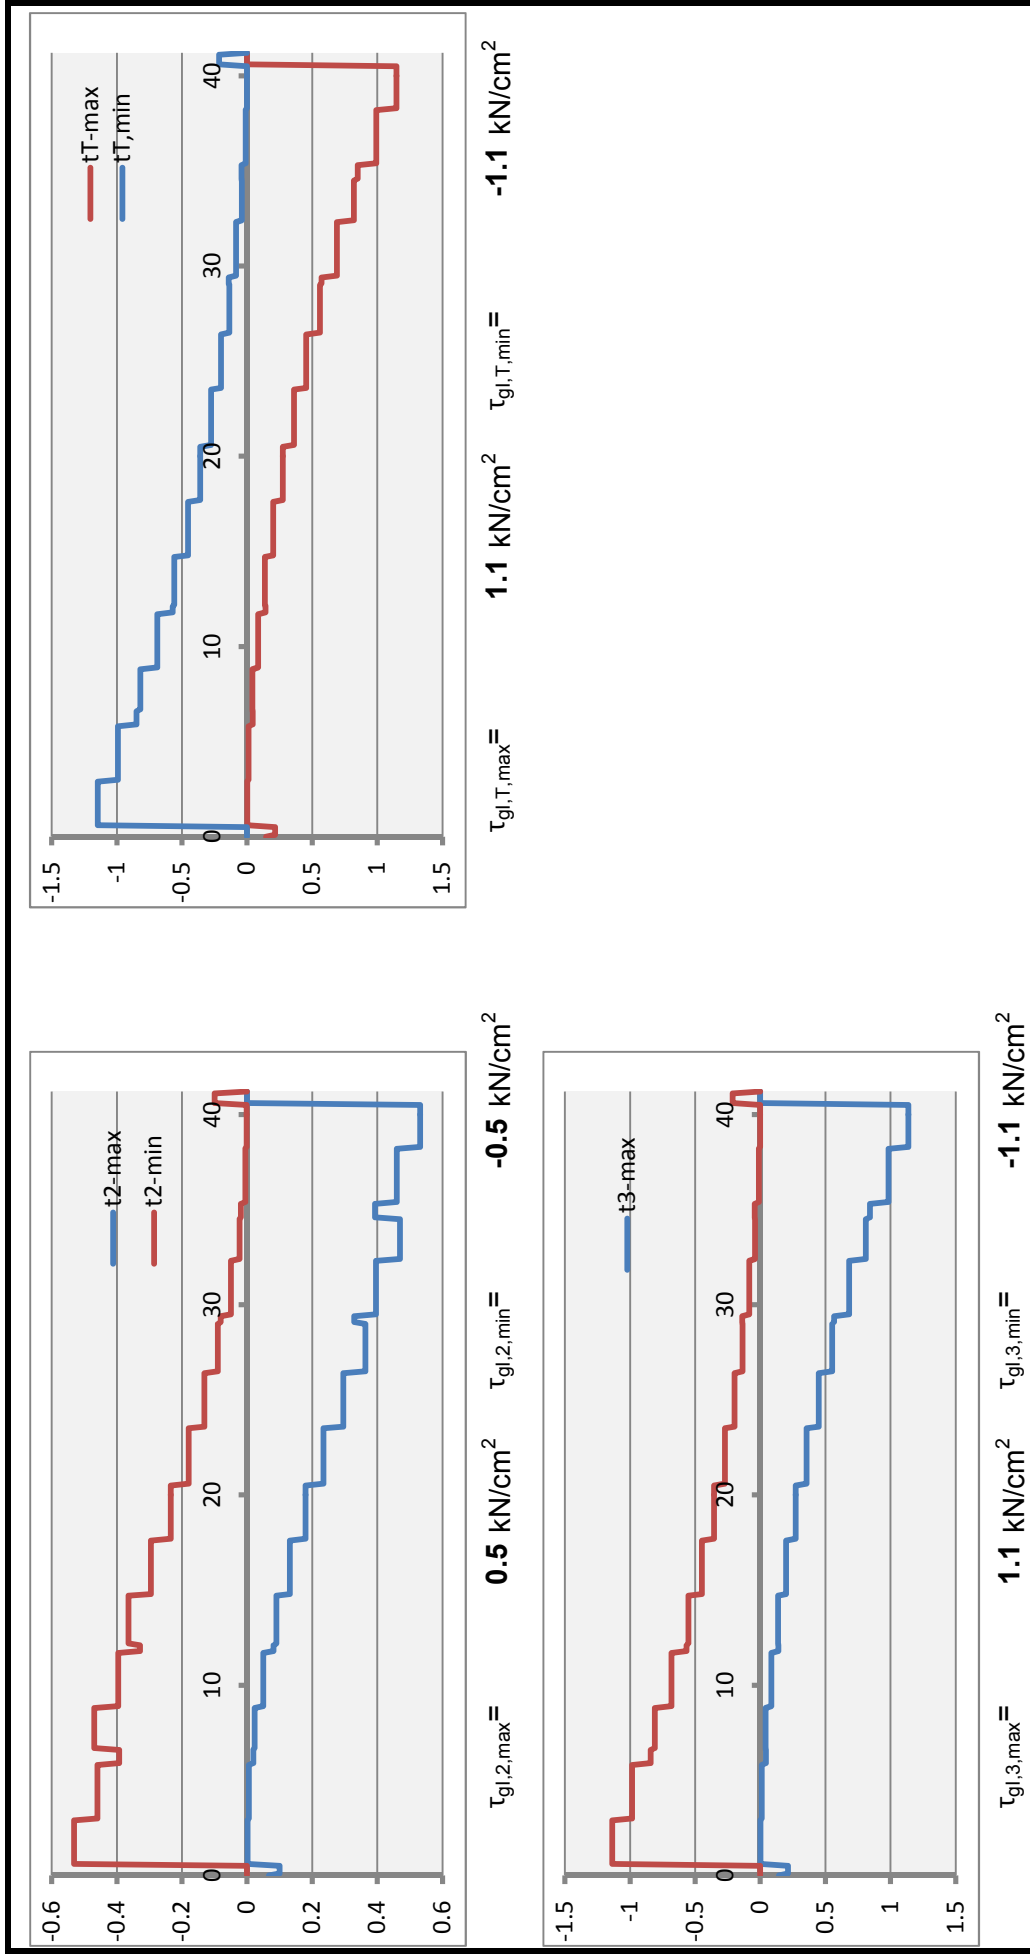 -0.6
-0.4
-0.2
0
0.2
0.4
0.6
0 10 20 30 40
t2-max
t2-min
τgl,2,max= 0.5 kN/cm² τgl,2,min= -0.5 kN/cm²
-1.5
-1
-0.5
0
0.5
1
1.5
0 10 20 30 40
tT-max
tT,min
τgl,T,max= 1.1 kN/cm² τgl,T,min= -1.1 kN/cm²
-1.5
-1
-0.5
0
0.5
1
1.5
0 10 20 30 40
t3-max
τgl,3,max= 1.1 kN/cm² τgl,3,min= -1.1 kN/cm²